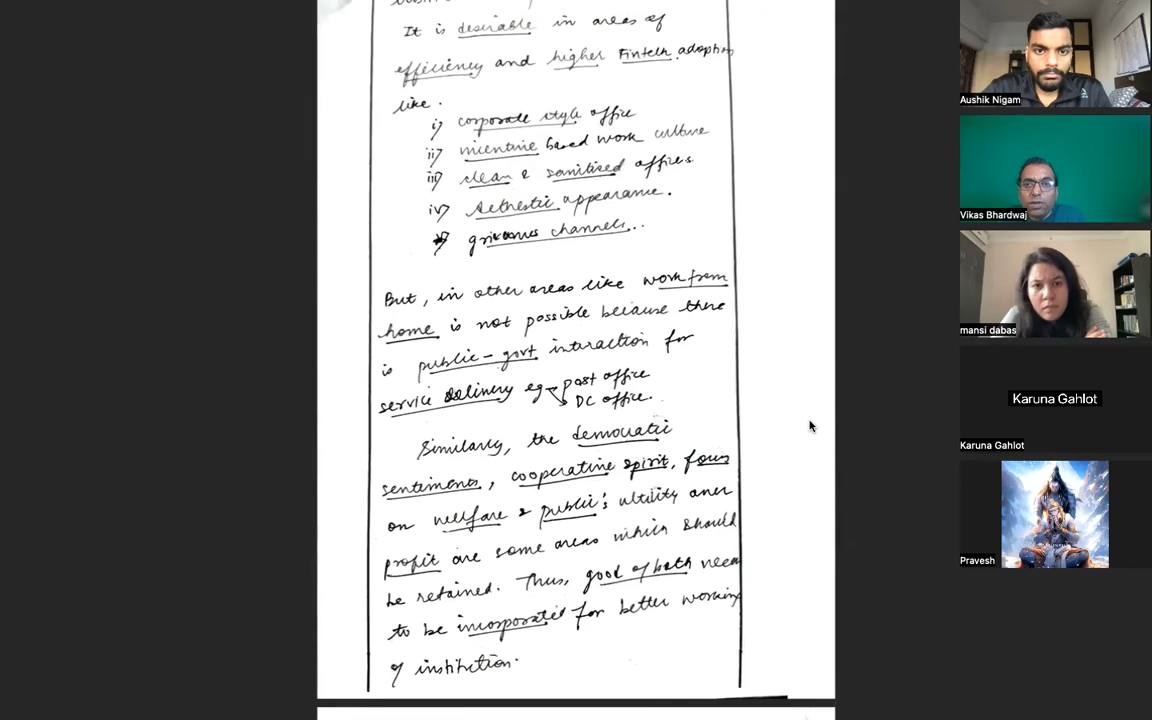 It is desirable in areas of
efficiency and higher Fintech adoption
like.
i) corporate style office
ii) incentive based work culture
iii) clean & sanitised offices.
iv) Aethestic appearance.
v) grievances channels..
But, in other areas like work from
home is not possible because there
is public-govt interaction for
service delivery eg → post office
→ DC office.
Similarly, the democratic
sentiments, cooperative spirit, focus
on welfare & public; ultility over
profit are some areas which should
be retained. Thus, good of both need
to be incorporated for better working
of institution.
Aushik Nigam
Vikas Bhardwaj
mansi dabas
Karuna Gahlot
Karuna Gahlot
Pravesh